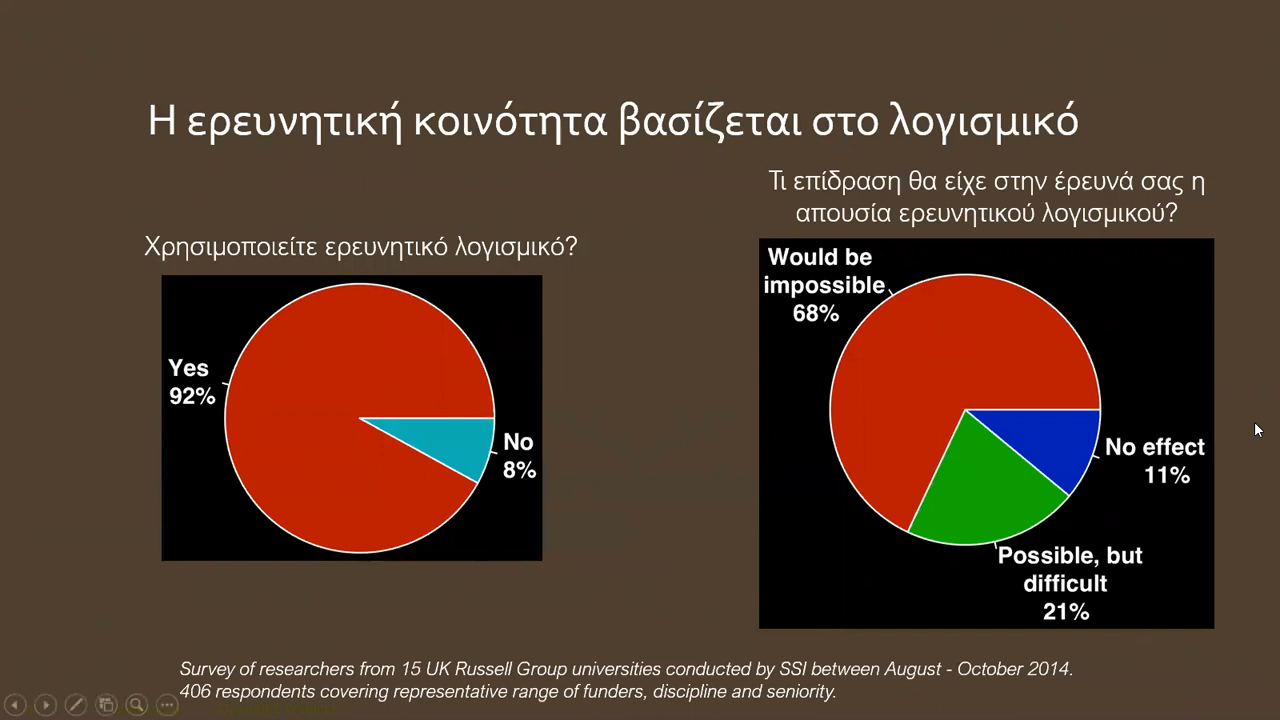 Η ερευνητική κοινότητα βασίζεται στο λογισμικό
Χρησιμοποιείτε ερευνητικό λογισμικό?
Yes
92%
No
8%
Τι επίδραση θα είχε στην έρευνά σας η
απουσία ερευνητικού λογισμικού?
Would be
impossible
68%
No effect
11%
Possible, but
difficult
21%
Survey of researchers from 15 UK Russell Group universities conducted by SSI between August - October 2014.
406 respondents covering representative range of funders, discipline and seniority.